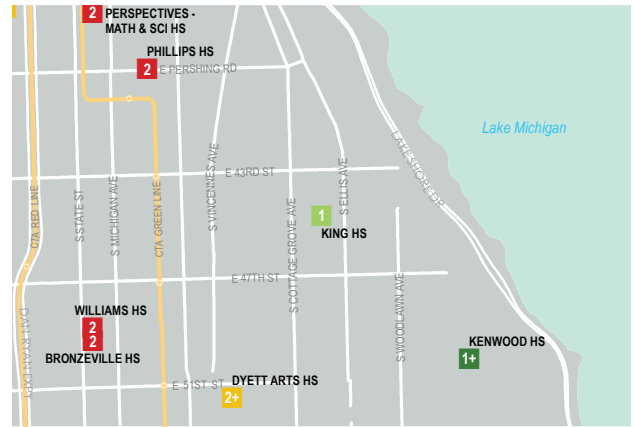 2 PERSPECTIVES -
MATH & SCI HS
PHILLIPS HS
2 E PERSHING RD
Lake Michigan
LAKE SHORE DR
E 43RD ST
S VINCENNES AVE
S ELLIS AVE
CTA RED LINE
S STATE ST
S MICHIGAN AVE
CTA GREEN LINE
S COTTAGE GROVE AVE
1
KING HS
E 47TH ST
S WOODLAWN AVE
DAN RYAN EXPY
WILLIAMS HS
2
2
BRONZEVILLE HS
KENWOOD HS
1+
E 51ST ST
DYETT ARTS HS
2+